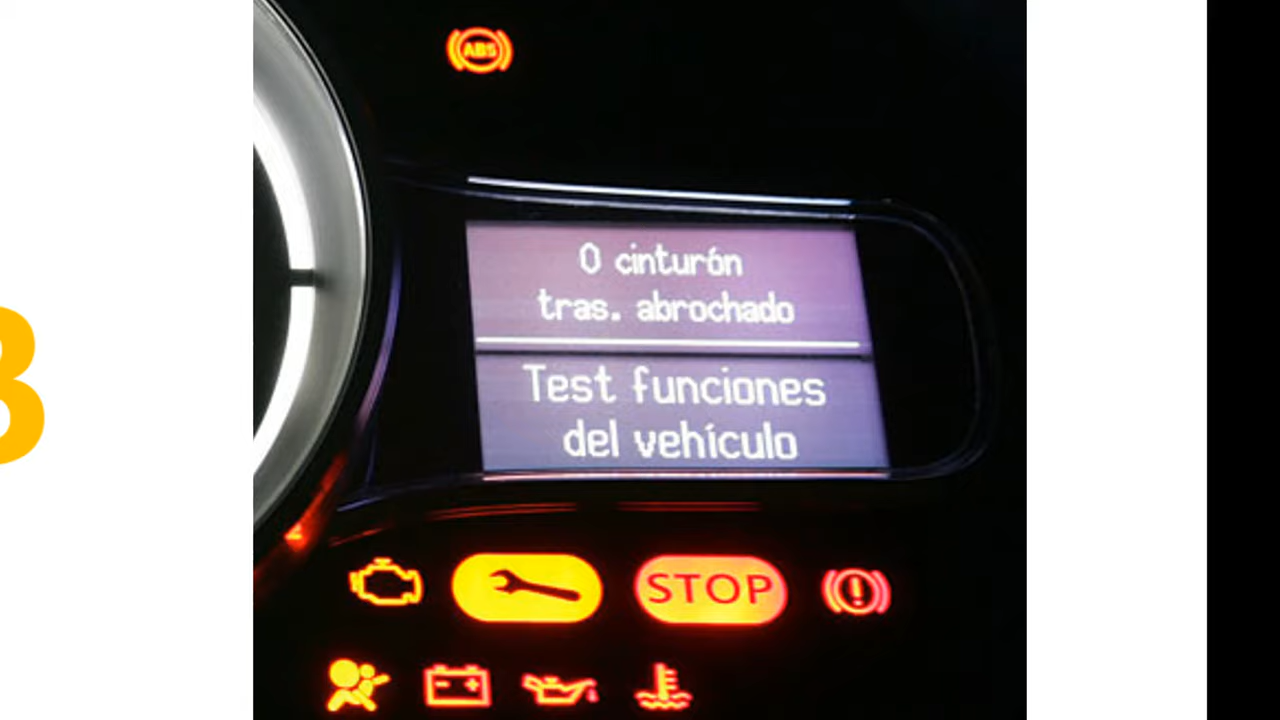 ABS
0 cinturón
tras. abrochado
Test funciones
del vehículo
STOP